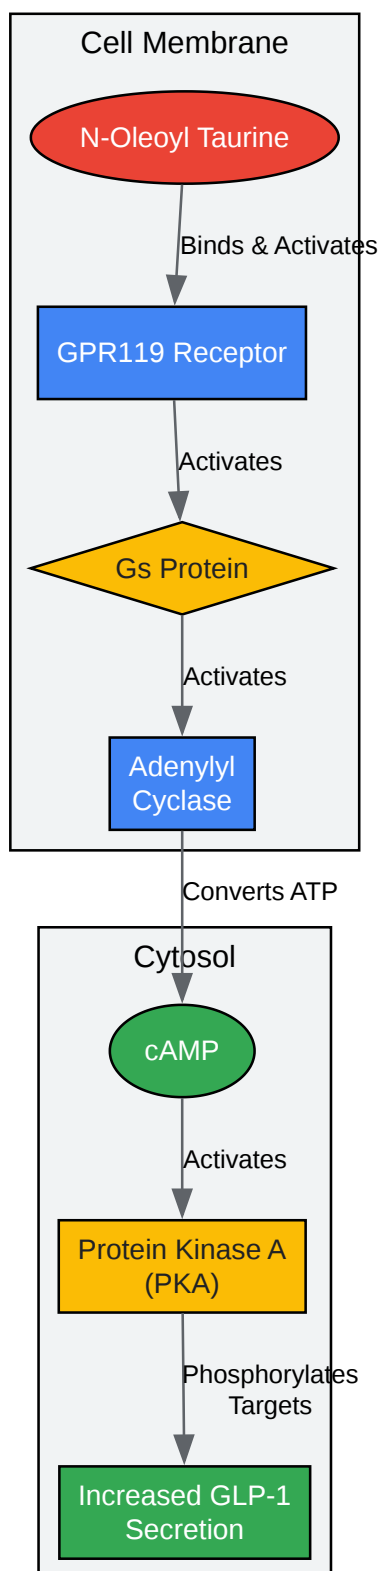 Cell Membrane
N-Oleoyl Taurine
Binds & Activates
GPR119 Receptor
Activates
Gs Protein
Activates
Adenylyl
Cyclase
Converts ATP
Cytosol
cAMP
Activates
Protein Kinase A
(PKA)
Phosphorylates
Targets
Increased GLP-1
Secretion